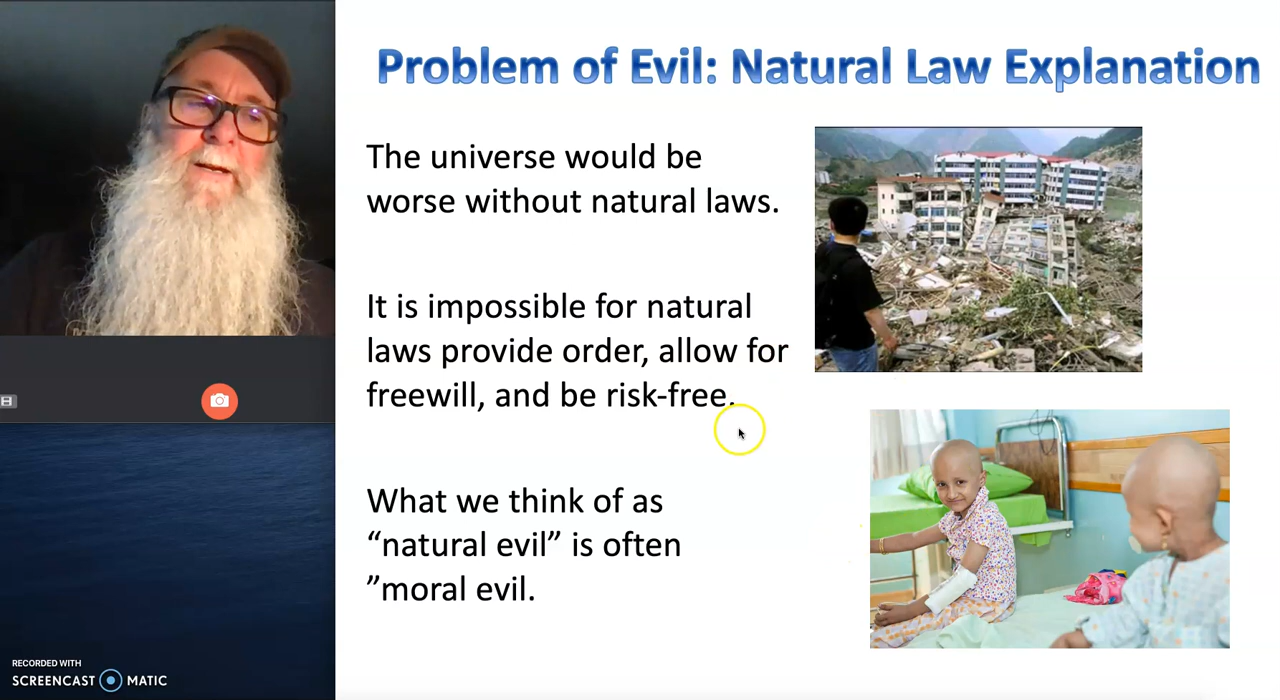 Problem of Evil: Natural Law Explanation
The universe would be
worse without natural laws.
It is impossible for natural
laws provide order, allow for
freewill, and be risk-free.
What we think of as
“natural evil” is often
”moral evil.
RECORDED WITH
SCREENCAST MATIC